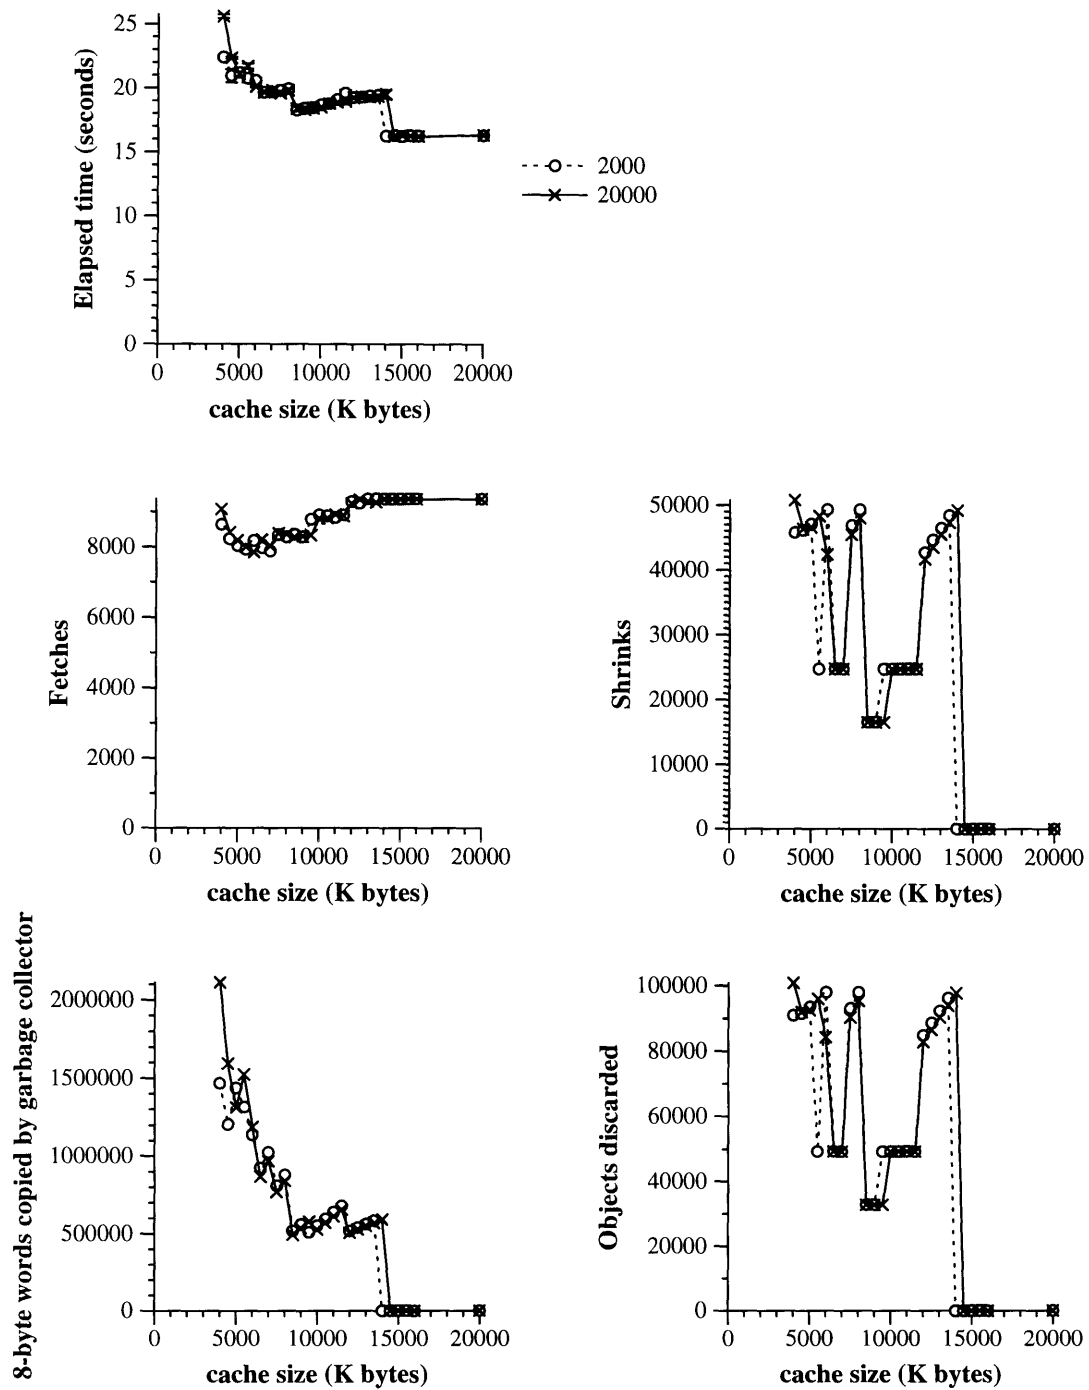 25
20
15
10
5
0
Elapsed time (seconds)
0 5000 10000 15000 20000
cache size (K bytes)
2000
20000
8000
6000
4000
2000
0
Fetches
0 5000 10000 15000 20000
cache size (K bytes)
50000
40000
30000
20000
10000
0
Shrinks
0 5000 10000 15000 20000
cache size (K bytes)
2000000
1500000
1000000
500000
0
8-byte words copied by garbage collector
0 5000 10000 15000 20000
cache size (K bytes)
100000
80000
60000
40000
20000
0
Objects discarded
0 5000 10000 15000 20000
cache size (K bytes)